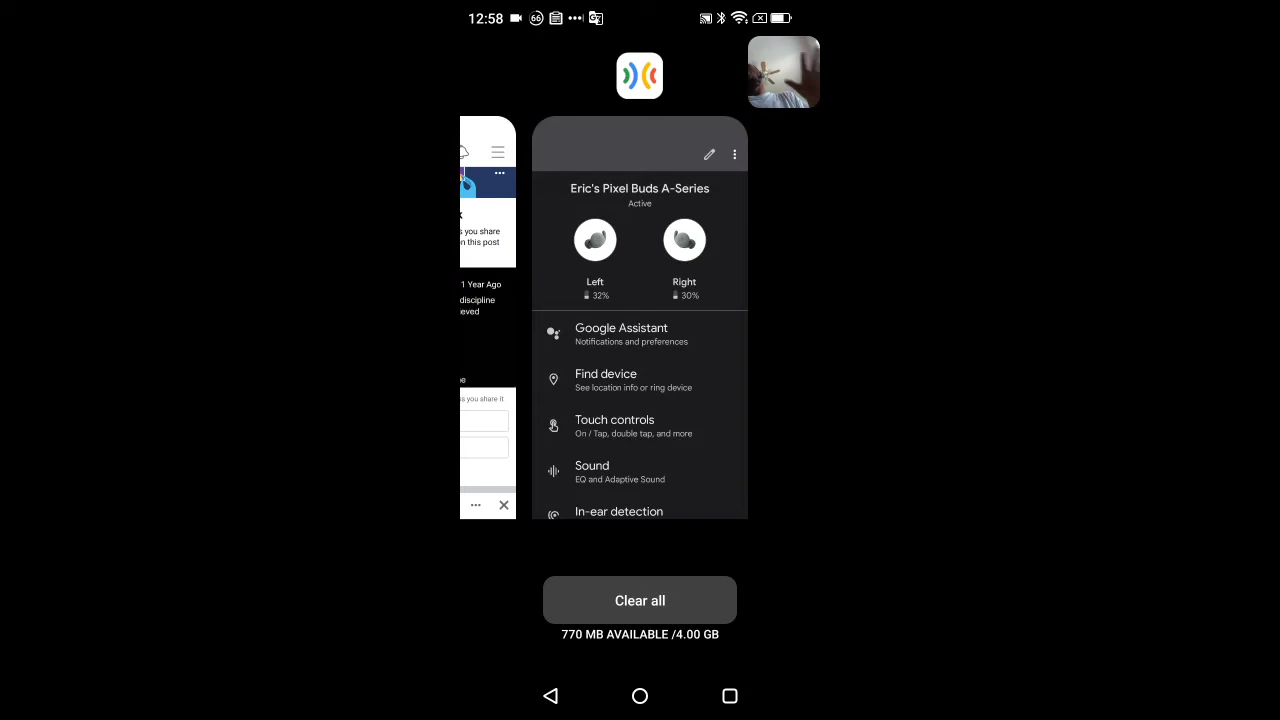 12:58
66
you share
n this post
1 Year Ago
discipline
ieved
s you share it
Eric's Pixel Buds A-Series
Active
Left
Right
32%
30%
Google Assistant
Notifications and preferences
Find device
See location info or ring device
Touch controls
On / Tap, double tap, and more
Sound
EQ and Adaptive Sound
In-ear detection
Clear all
770 MB AVAILABLE /4.00 GB